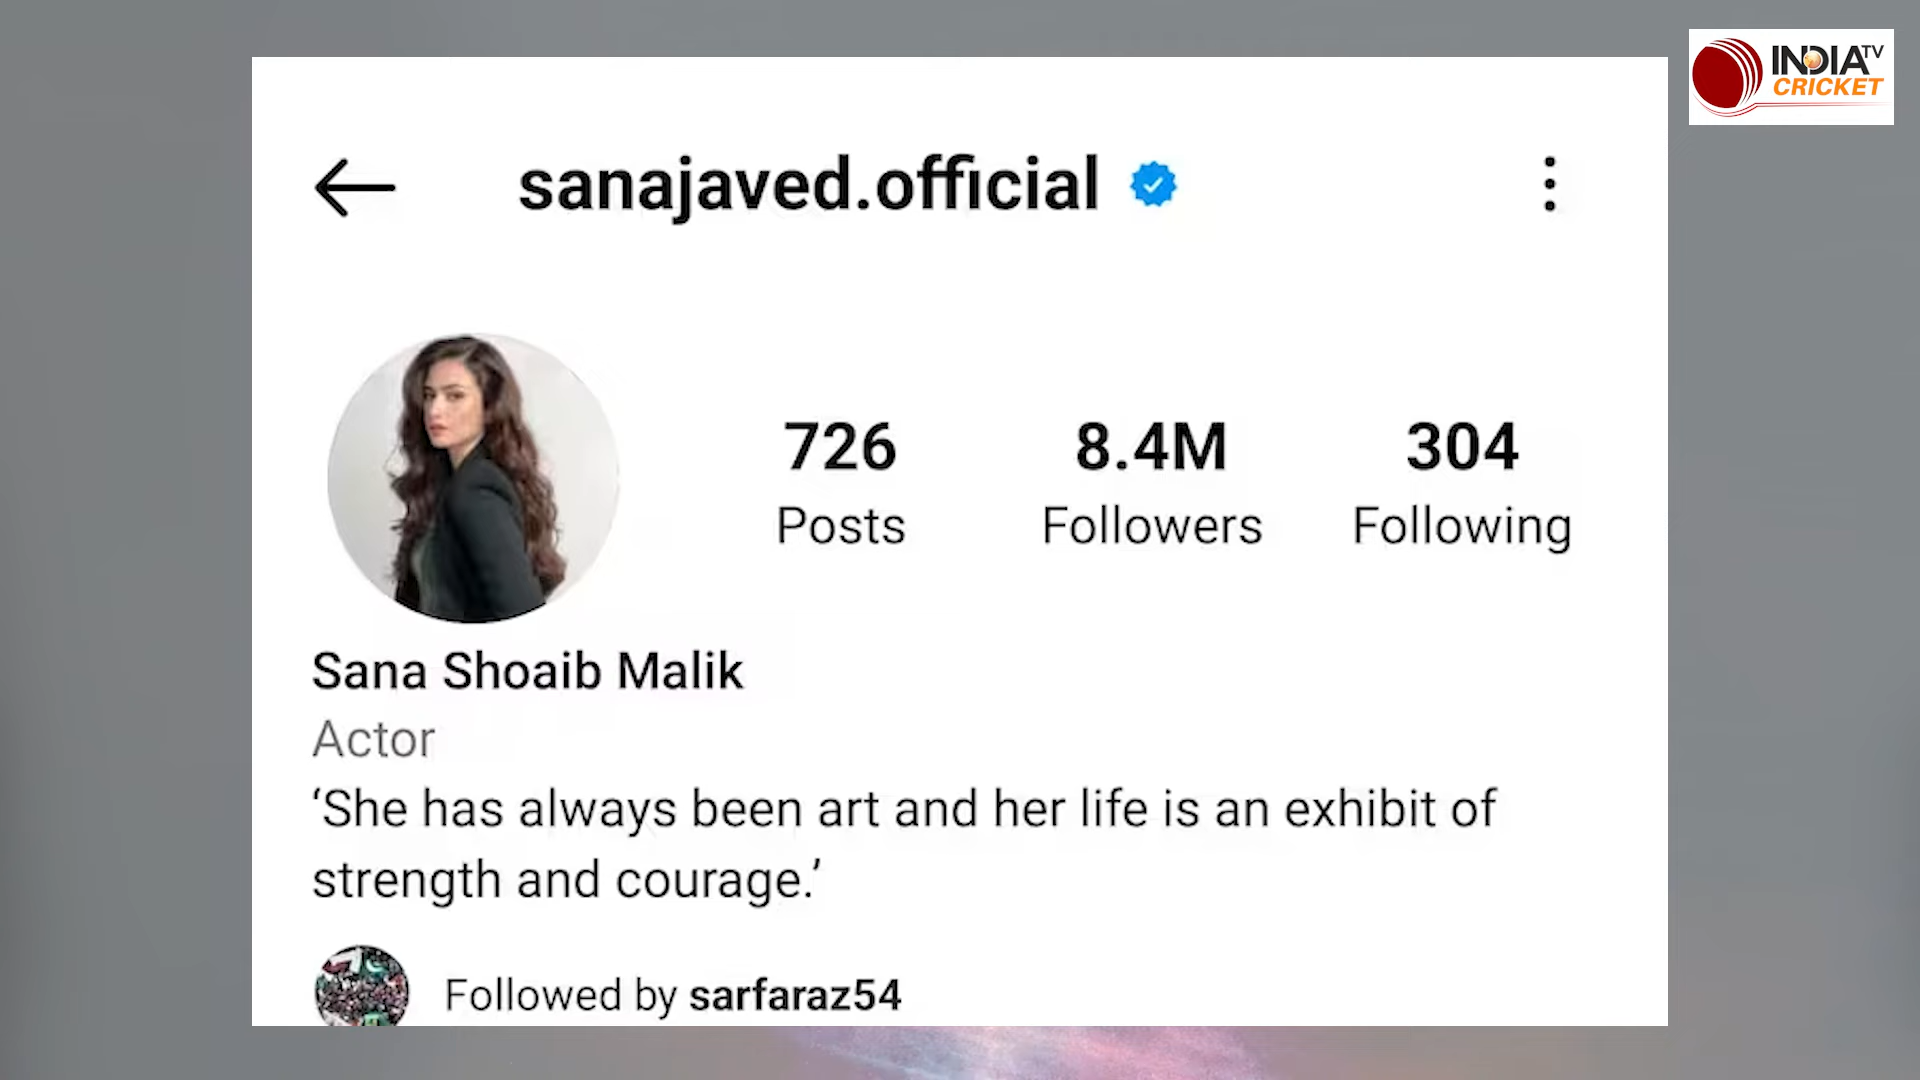 INDIA TV
CRICKET
sanajaved.official
726
8.4M
304
Posts
Followers
Following
Sana Shoaib Malik
Actor
‘She has always been art and her life is an exhibit of
strength and courage.’
Followed by sarfaraz54